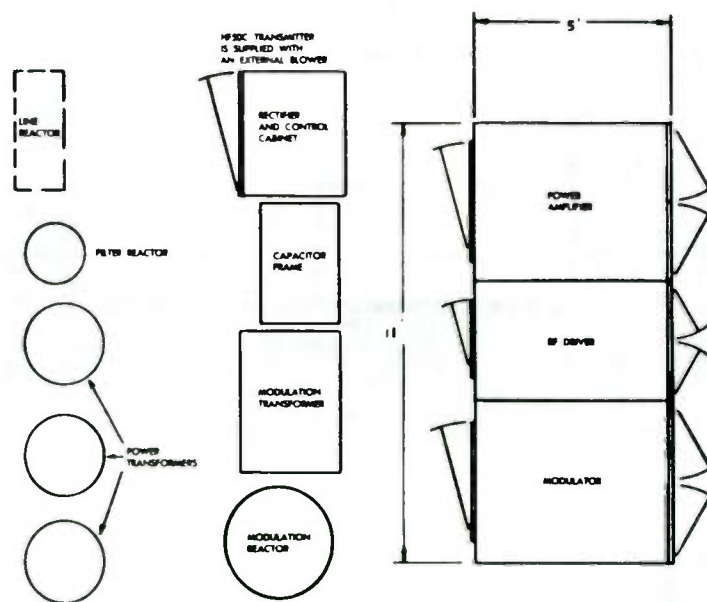 HF50C TRANSMITTER
IS SUPPLIED WITH
AN EXTERNAL BLOWER
5'
LINE
REACTOR
RECTIFIER
AND CONTROL
CABINET
POWER
AMPLIFIER
FILTER REACTOR
CAPACITOR
FRAME
11
RF DRIVER
MODULATION
TRANSFORMER
POWER
TRANSFORMERS
MODULATOR
MODULATION
REACTOR